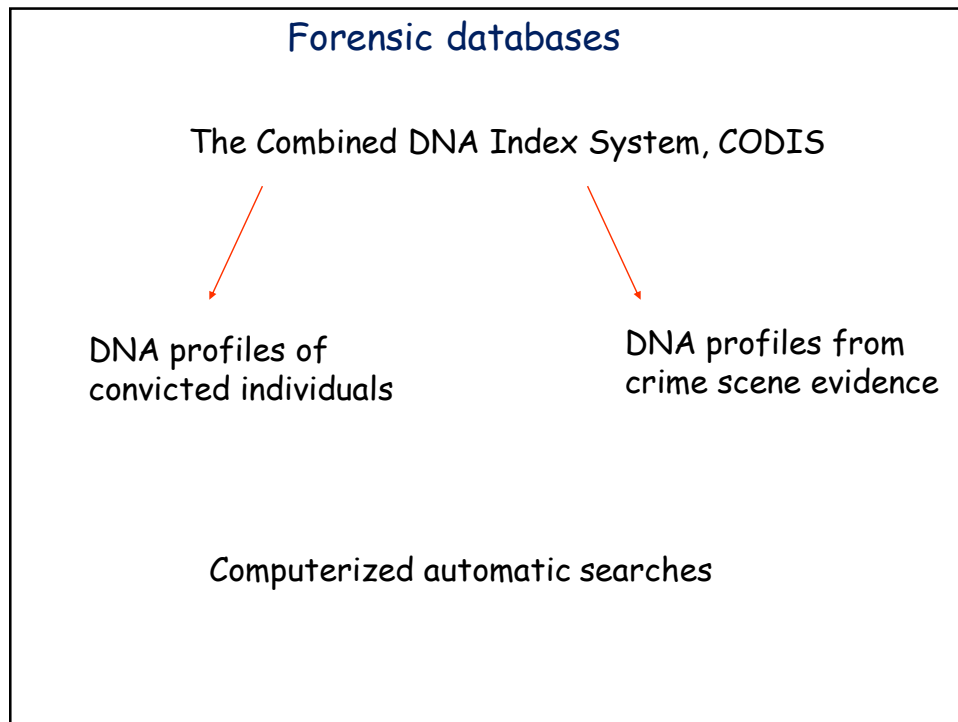 Forensic databases
The Combined DNA Index System, CODIS
DNA profiles of
convicted individuals
DNA profiles from
crime scene evidence
Computerized automatic searches